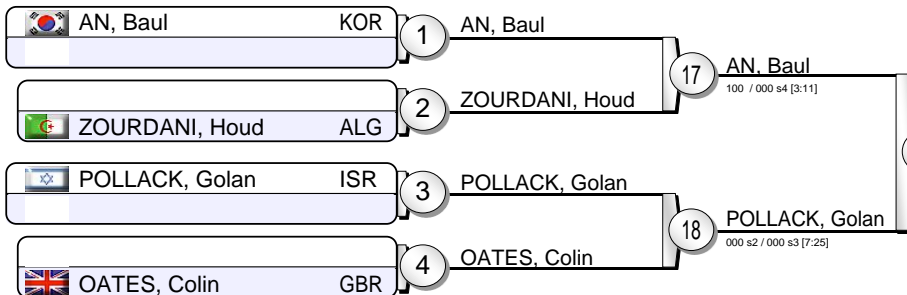 AN, Baul KOR
1
AN, Baul
17
AN, Baul
100 / 000 s4 [3:11]
2
ZOURDANI, Houd
ZOURDANI, Houd ALG
POLLACK, Golan ISR
3
POLLACK, Golan
18
POLLACK, Golan
000 s2 / 000 s3 [7:25]
4
OATES, Colin
OATES, Colin GBR